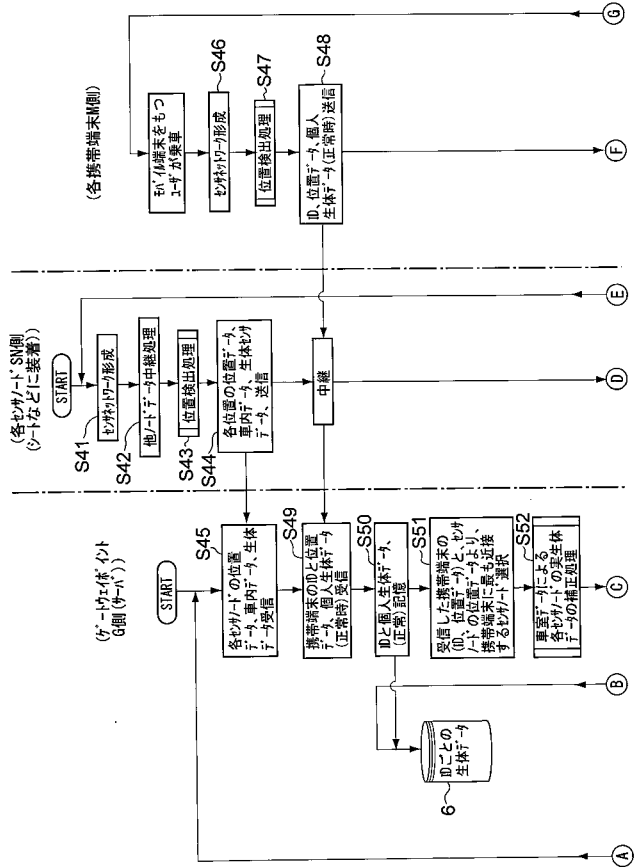 (ゲートウェイポイント
G側(サーバ))
START
S45
各センサノードの位置
データ、車内データ、生体
データ受信
S49
携帯端末のIDと位置
データ、個人生体データ
(正常時)受信
S50
IDと個人生体データ、
(正常)記憶
S51
受信した携帯端末の
(ID、位置データ)と、センサ
ノードの位置データより、
携帯端末に最も近接
するセンサノード選択
S52
車室データによる
各センサノードの実生体
データの補正処理
C
IDごとの
生体データ
6
B
A
(各センサノードSN側
(シートなどに装着))
START
S41
センサネットワーク形成
S42
他ノードデータ中継処理
S43
位置検出処理
S44
各位置の位置データ、
車内データ、生体センサ
データ、送信
中継
D
E
(各携帯端末M側)
モバイル端末をもつ
ユーザが乗車
S46
センサネットワーク形成
S47
位置検出処理
S48
ID、位置データ、個人
生体データ(正常時)送信
F
G